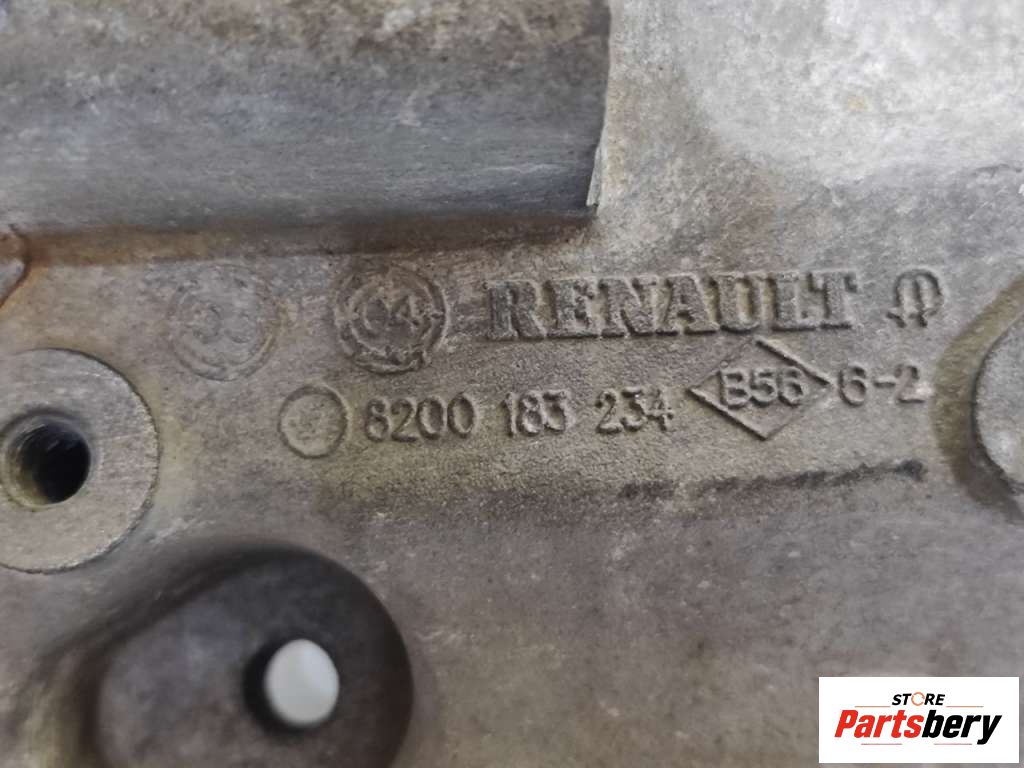 04 RENAULT
8200 183 234 B56 6-2
STORE
Partsbery